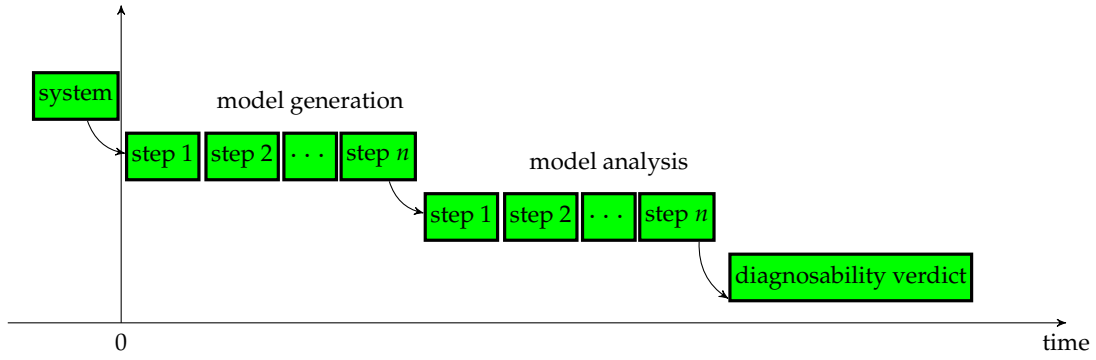 system
model generation
step 1 step 2 ... step n
model analysis
step 1 step 2 ... step n
diagnosability verdict
0 time